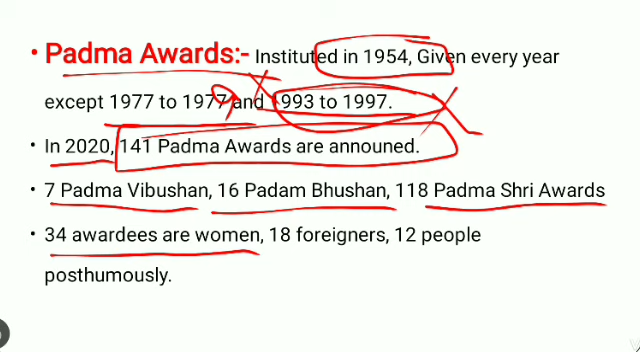 • Padma Awards:- Instituted in 1954, Given every year
except 1977 to 1977 9 and 1993 to 1997.
• In 2020, 141 Padma Awards are announed.
• 7 Padma Vibushan, 16 Padam Bhushan, 118 Padma Shri Awards
• 34 awardees are women, 18 foreigners, 12 people
posthumously.